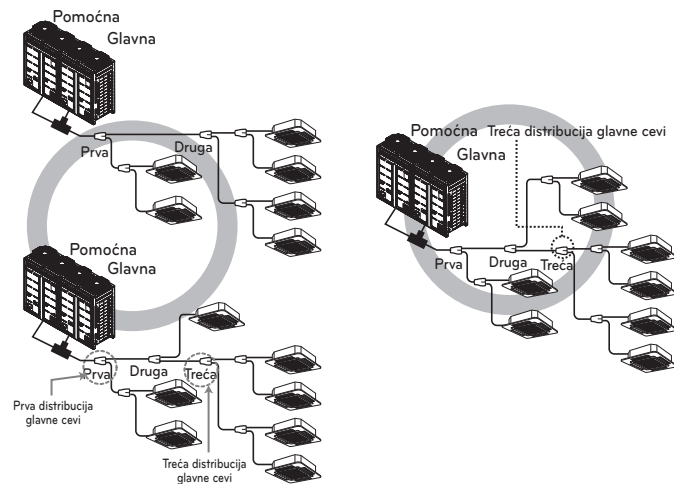 Pomoćna
Glavna
Prva
Druga
Pomoćna
Glavna
Prva
Druga
Treća
Prva distribucija
glavne cevi
Treća distribucija
glavne cevi
Pomoćna
Treća distribucija glavne cevi
Glavna
Prva
Druga
Treća